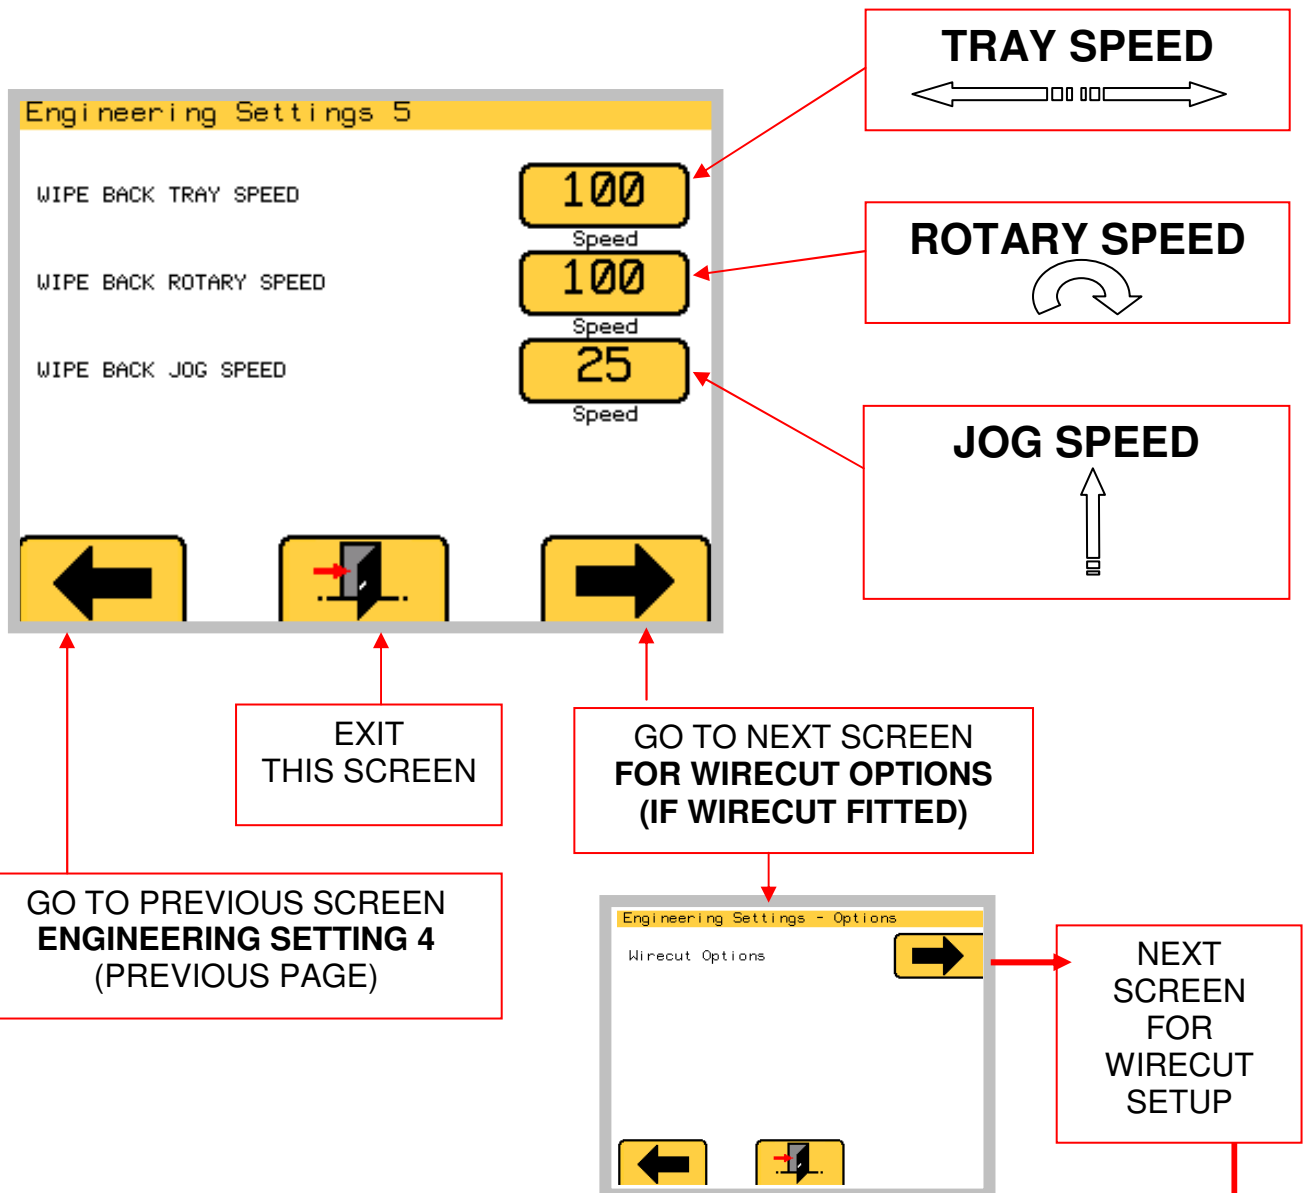 TRAY SPEED
Engineering Settings 5
WIPE BACK TRAY SPEED
100
Speed
ROTARY SPEED
WIPE BACK ROTARY SPEED
100
Speed
WIPE BACK JOG SPEED
25
Speed
JOG SPEED
EXIT
THIS SCREEN
GO TO NEXT SCREEN
FOR WIRECUT OPTIONS
(IF WIRECUT FITTED)
GO TO PREVIOUS SCREEN
ENGINEERING SETTING 4
(PREVIOUS PAGE)
Engineering Settings - Options
Wirecut Options
NEXT
SCREEN
FOR
WIRECUT
SETUP